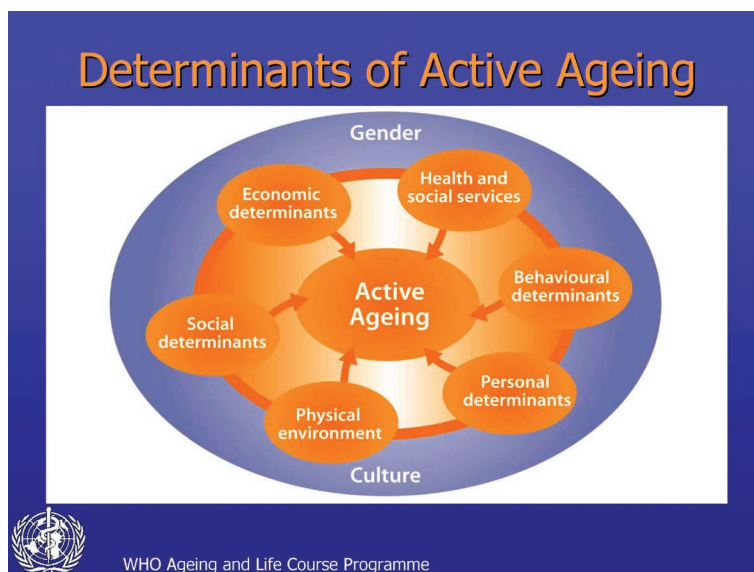 Determinants of Active Ageing
Gender
Economic
determinants
Health and
social services
Behavioural
determinants
Active
Ageing
Social
determinants
Personal
determinants
Physical
environment
Culture
WHO Ageing and Life Course Programme